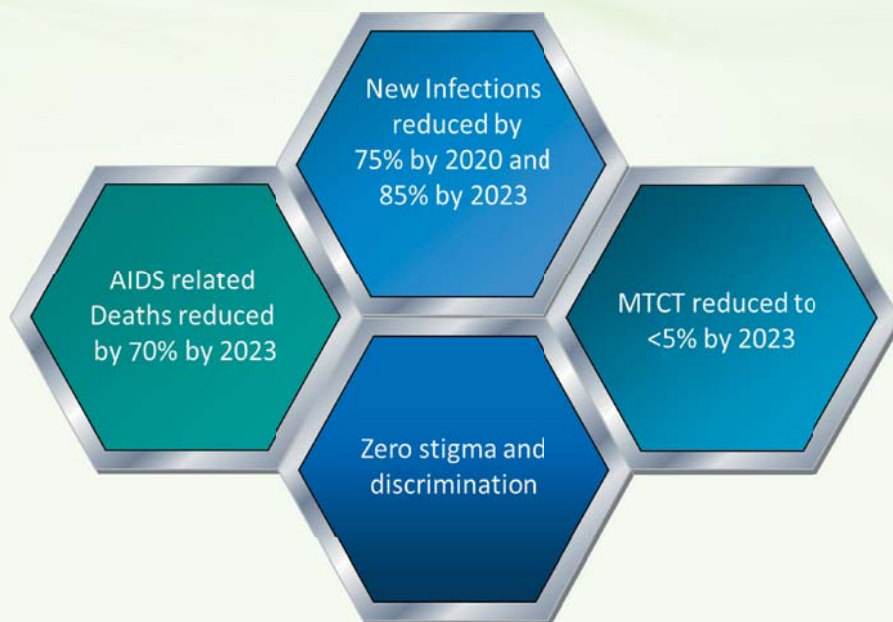 New Infections
reduced by
75% by 2020 and
85% by 2023
AIDS related
Deaths reduced
by 70% by 2023
MTCT reduced to
<5% by 2023
Zero stigma and
discrimination